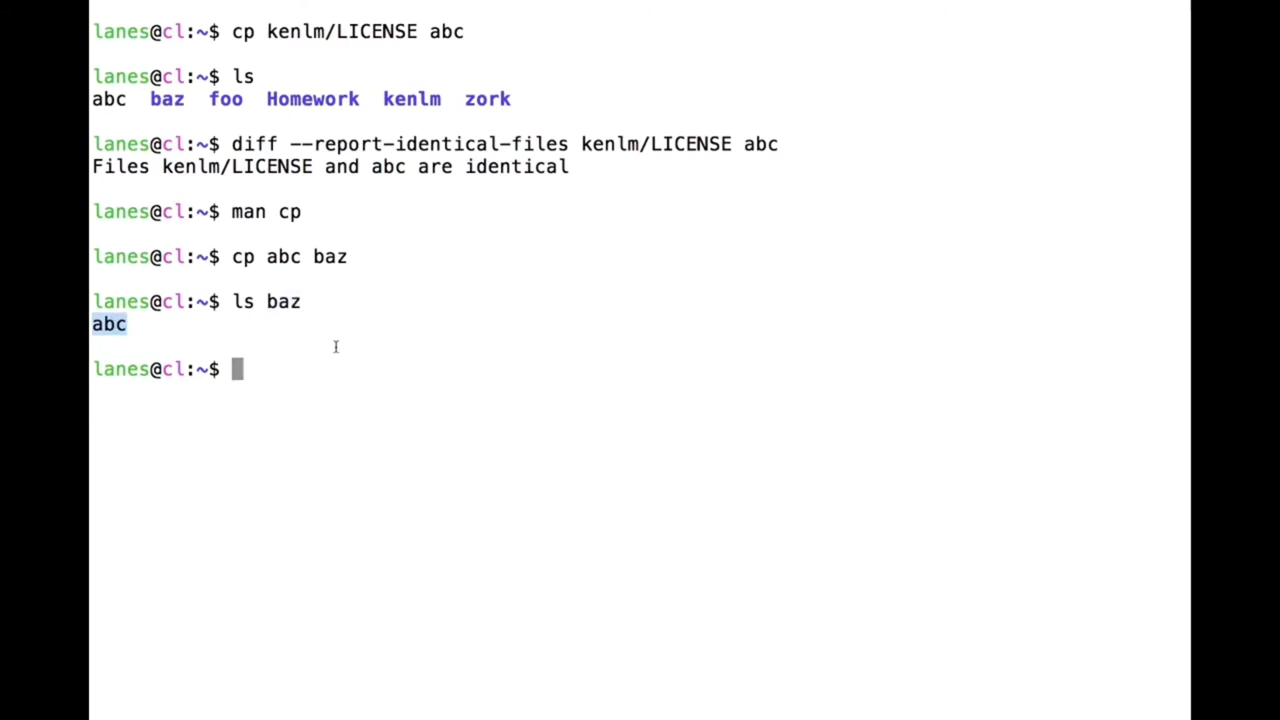 lanes@cl:~$ cp kenlm/LICENSE abc
lanes@cl:~$ ls
abc  baz  foo  Homework  kenlm  zork
lanes@cl:~$ diff --report-identical-files kenlm/LICENSE abc
Files kenlm/LICENSE and abc are identical
lanes@cl:~$ man cp
lanes@cl:~$ cp abc baz
lanes@cl:~$ ls baz
abc
lanes@cl:~$